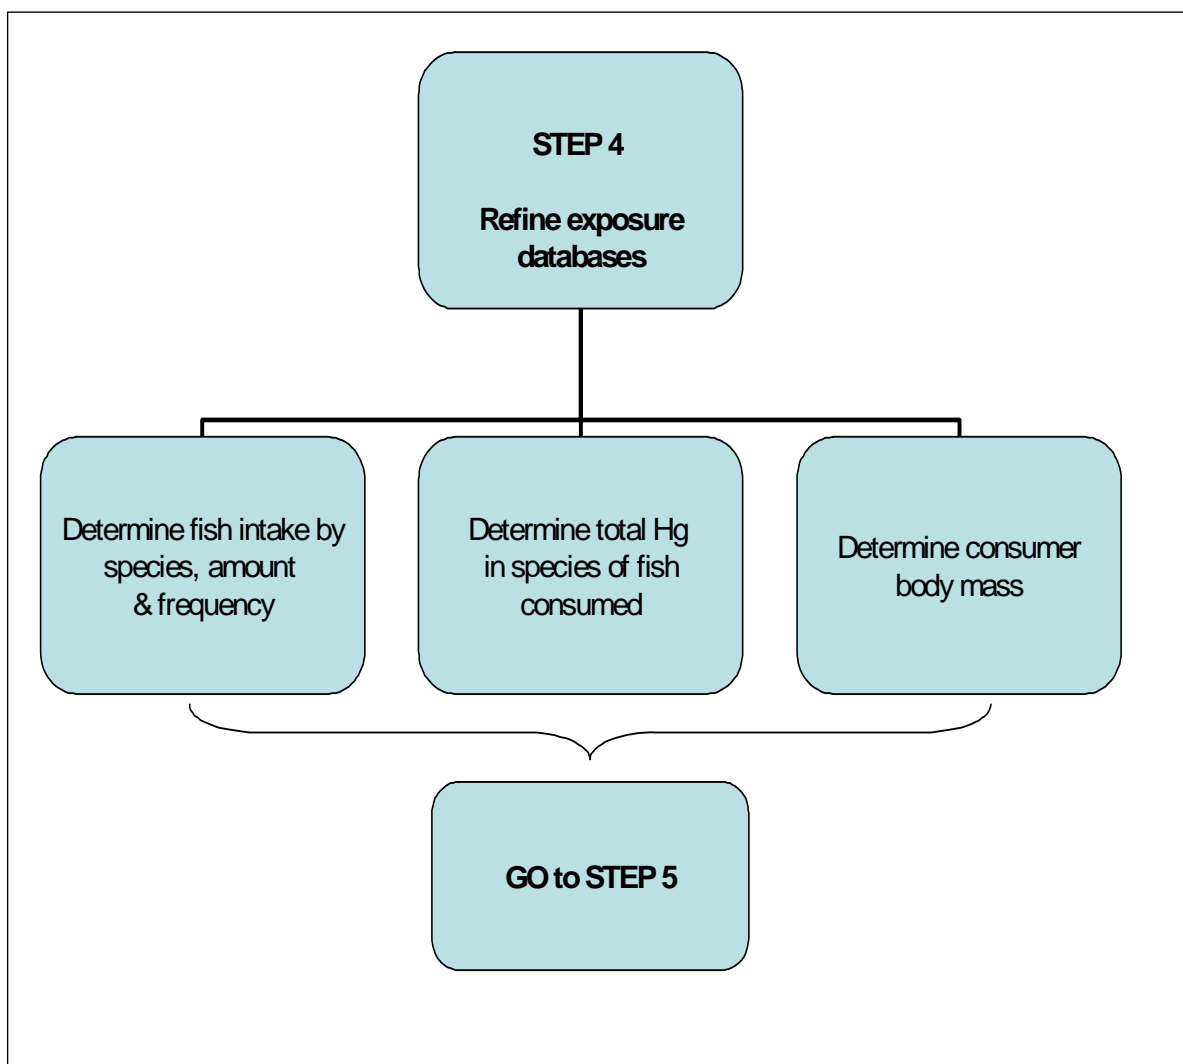 STEP 4
Refine exposure
databases
Determine fish intake by
species, amount
& frequency
Determine total Hg
in species of fish
consumed
Determine consumer
body mass
GO to STEP 5